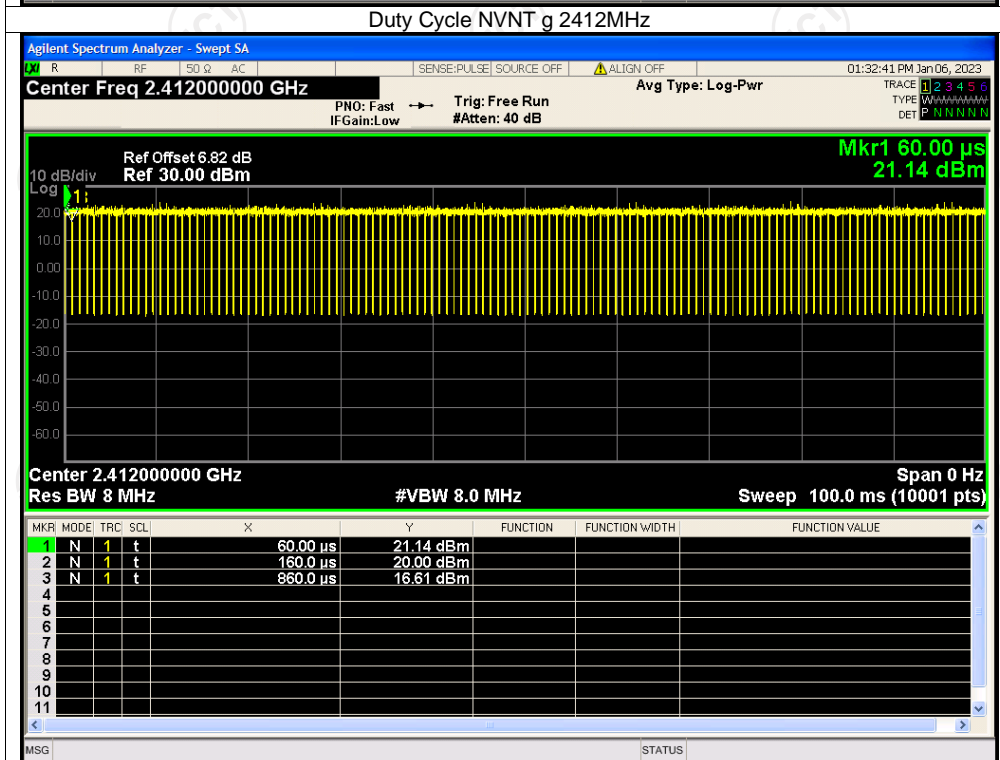 Duty Cycle NVNT g 2412MHz
Agilent Spectrum Analyzer - Swept SA
LXI R RF 50 Ω AC SENSE:PULSE SOURCE OFF ALIGN OFF 01:32:41 PM Jan 06, 2023
Center Freq 2.412000000 GHz
PNO: Fast
IFGain:Low
Trig: Free Run
#Atten: 40 dB
Avg Type: Log-Pwr
TRACE 1 2 3 4 5 6
TYPE W
DET P N N N N N
Mkr1 60.00 µs
21.14 dBm
Ref Offset 6.82 dB
10 dB/div Ref 30.00 dBm
Log
1
20.0
10.0
0.00
-10.0
-20.0
-30.0
-40.0
-50.0
-60.0
Center 2.412000000 GHz Span 0 Hz
Res BW 8 MHz #VBW 8.0 MHz Sweep 100.0 ms (10001 pts)
MKR MODE TRC SCL X Y FUNCTION FUNCTION WIDTH FUNCTION VALUE
1 N 1 t 60.00 µs 21.14 dBm
2 N 1 t 160.0 µs 20.00 dBm
3 N 1 t 860.0 µs 16.61 dBm
4
5
6
7
8
9
10
11
MSG STATUS